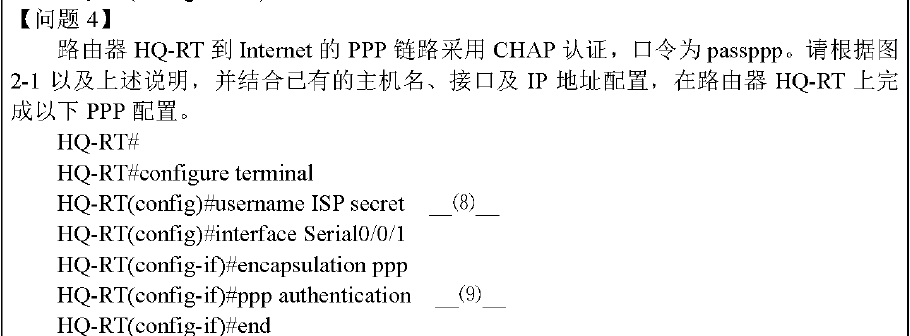 【问题 4】
路由器 HQ-RT 到 Internet 的 PPP 链路采用 CHAP 认证，口令为 passppp。请根据图
2-1 以及上述说明，并结合已有的主机名、接口及 IP 地址配置，在路由器 HQ-RT 上完
成以下 PPP 配置。
HQ-RT#
HQ-RT#configure terminal
HQ-RT(config)#username ISP secret __(8)__
HQ-RT(config)#interface Serial0/0/1
HQ-RT(config-if)#encapsulation ppp
HQ-RT(config-if)#ppp authentication __(9)__
HQ-RT(config-if)#end